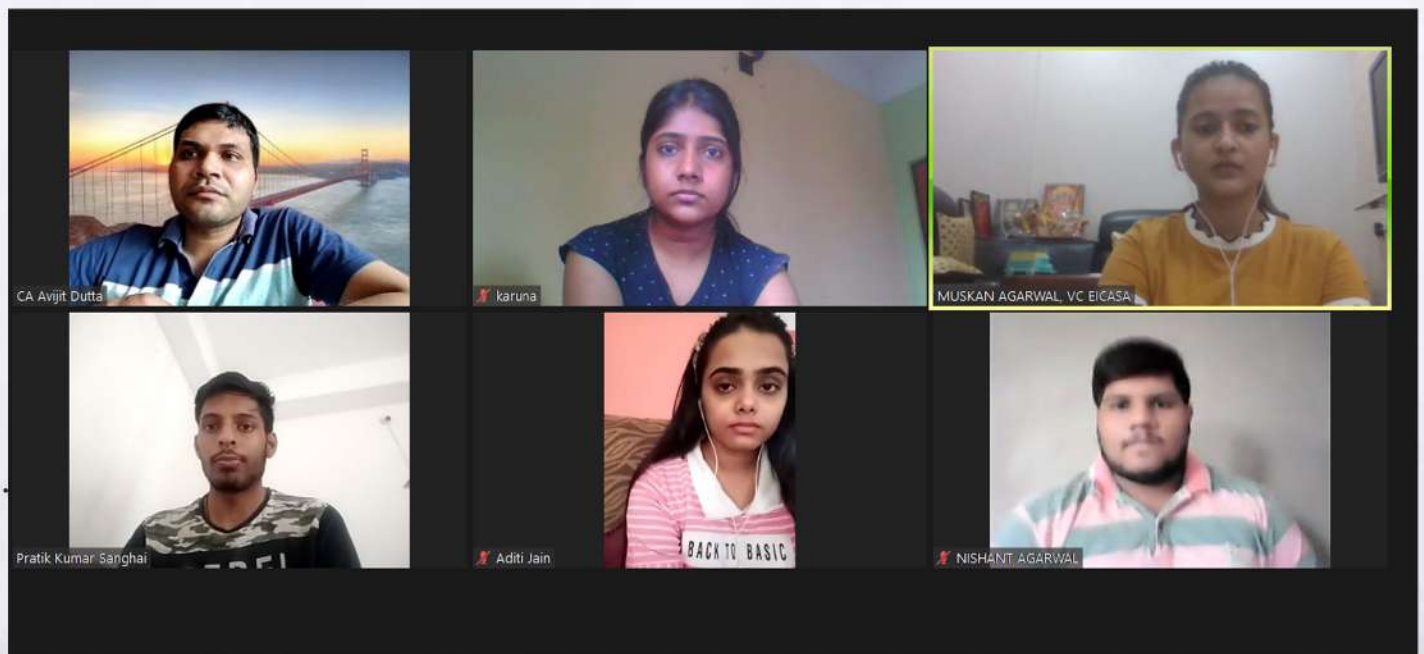 CA Avijit Dutta
karuna
MUSKAN AGARWAL, VC EICASA
Pratik Kumar Sanghai
Aditi Jain
BACK TO BASIC
NISHANT AGARWAL